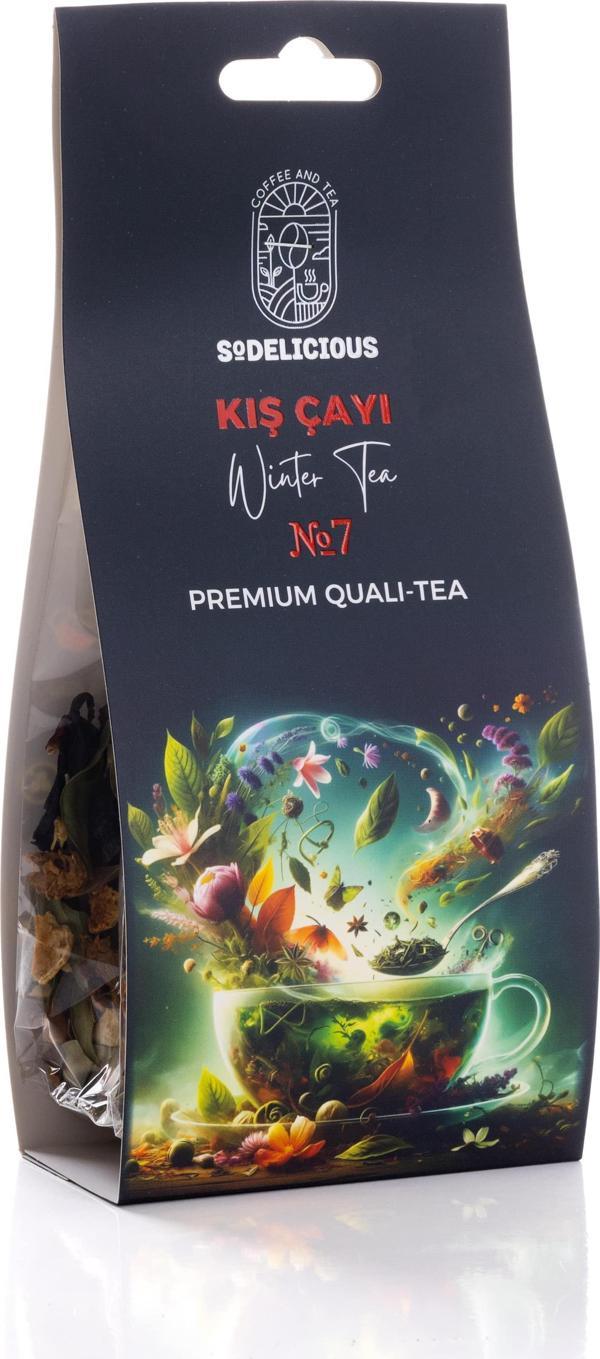 COFFEE AND TEA
SoDELICIOUS
KIŞ ÇAYI
Winter Tea
№7
PREMIUM QUALI-TEA